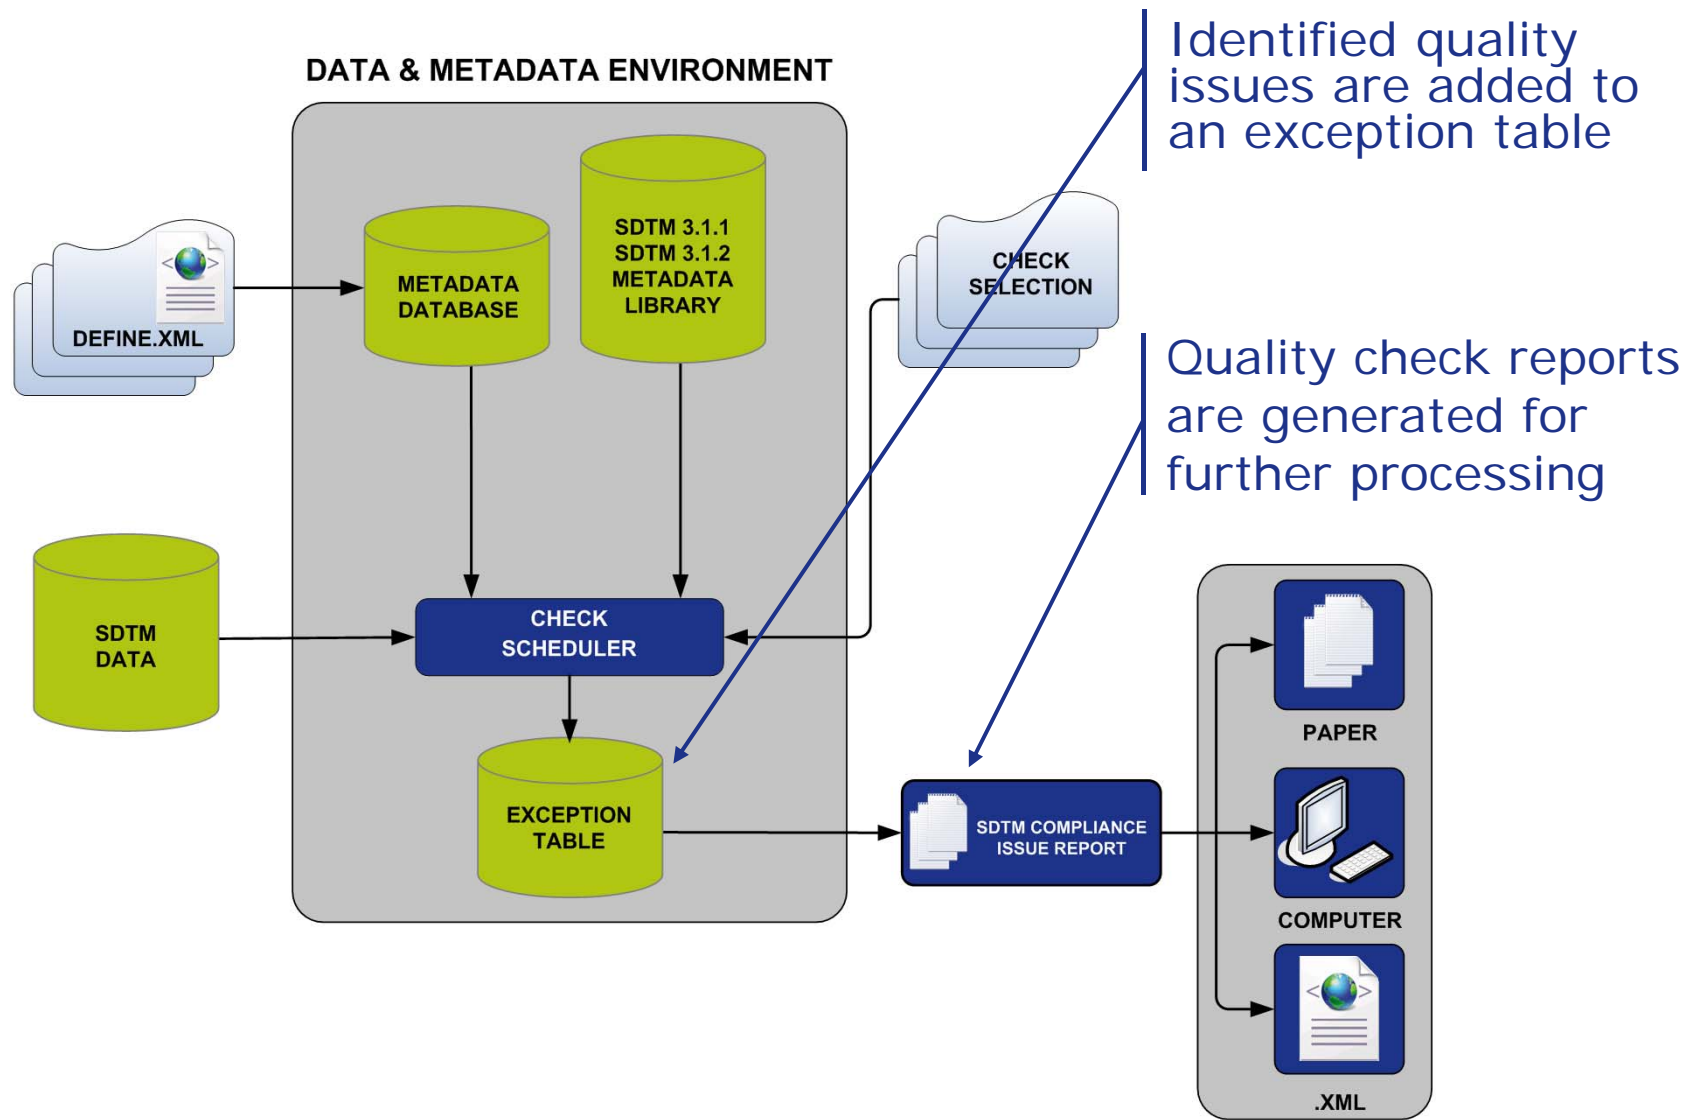 Identified quality
issues are added to
an exception table
DATA & METADATA ENVIRONMENT
SDTM 3.1.1
SDTM 3.1.2
METADATA
LIBRARY
METADATA
DATABASE
CHECK
SELECTION
DEFINE.XML
Quality check reports
are generated for
further processing
SDTM
DATA
CHECK
SCHEDULER
PAPER
EXCEPTION
TABLE
SDTM COMPLIANCE
ISSUE REPORT
COMPUTER
.XML